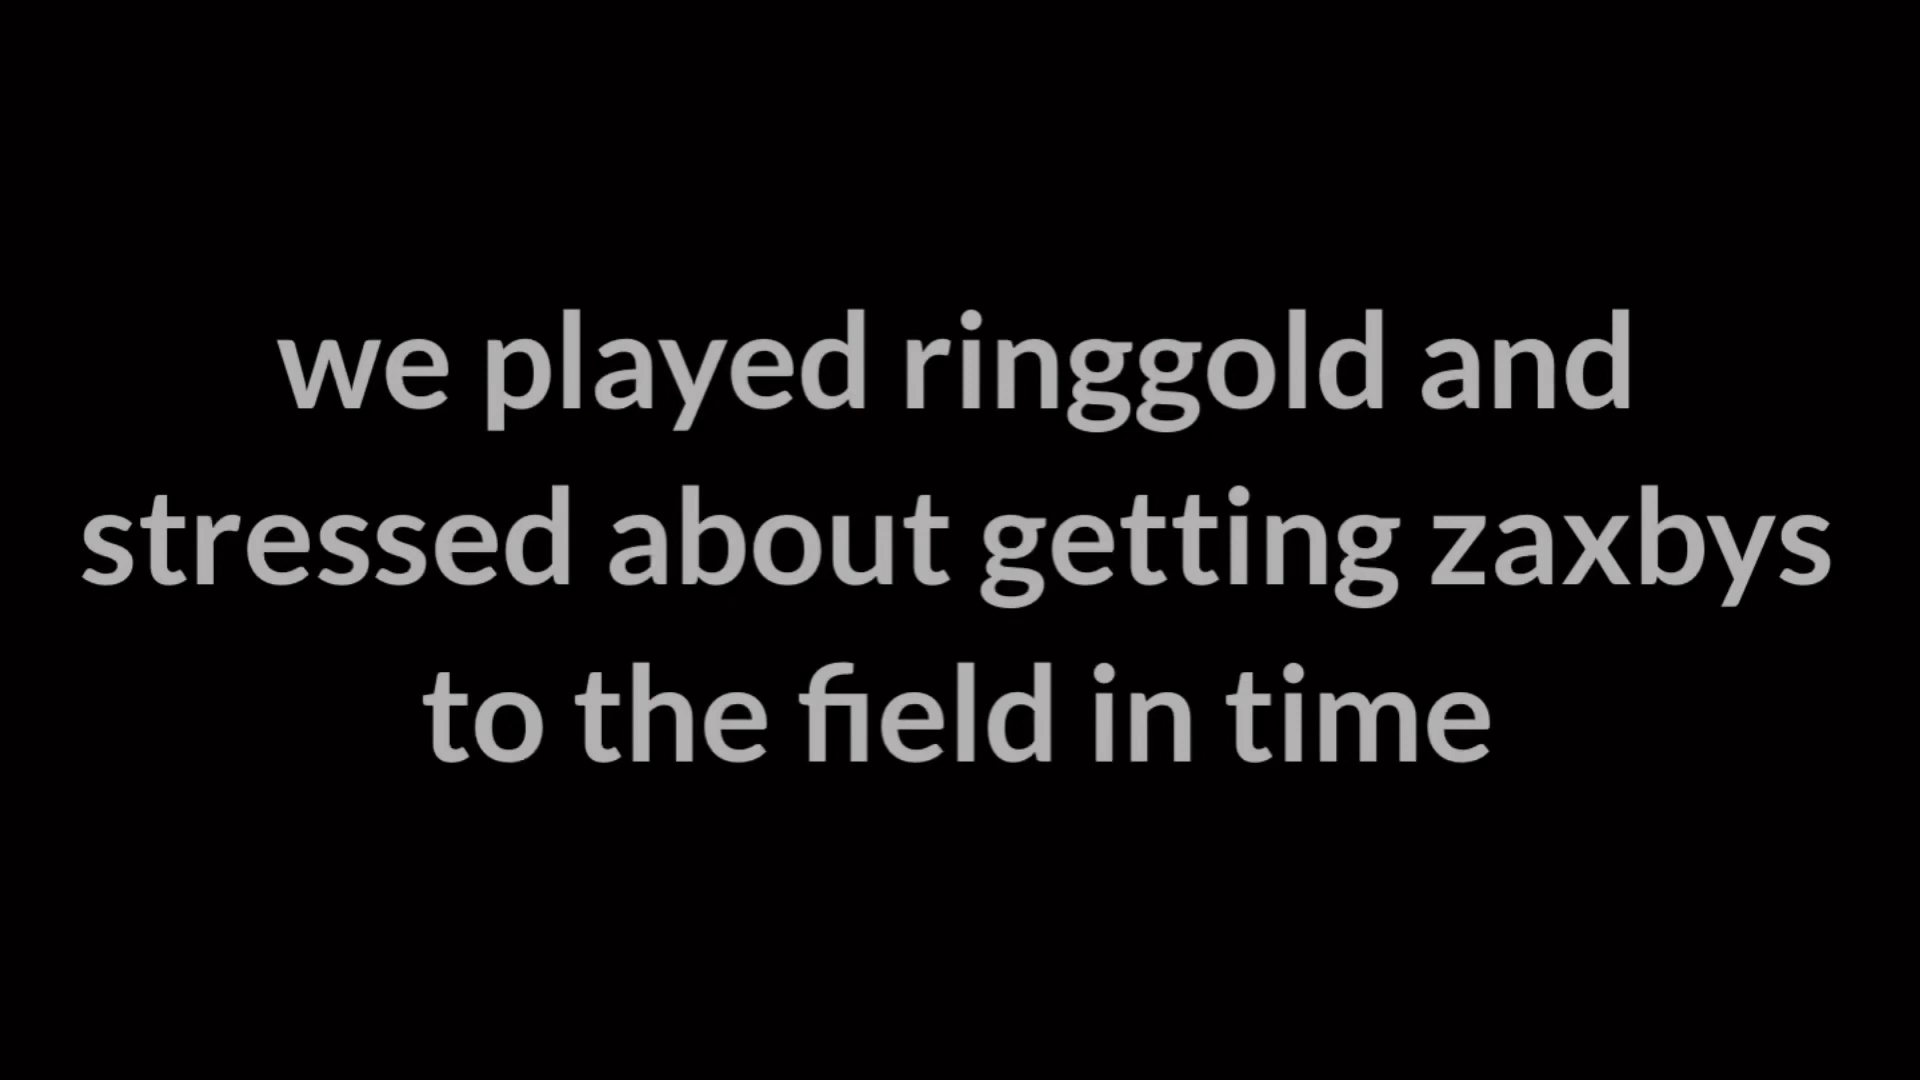 we played ringgold and
stressed about getting zaxbys
to the field in time